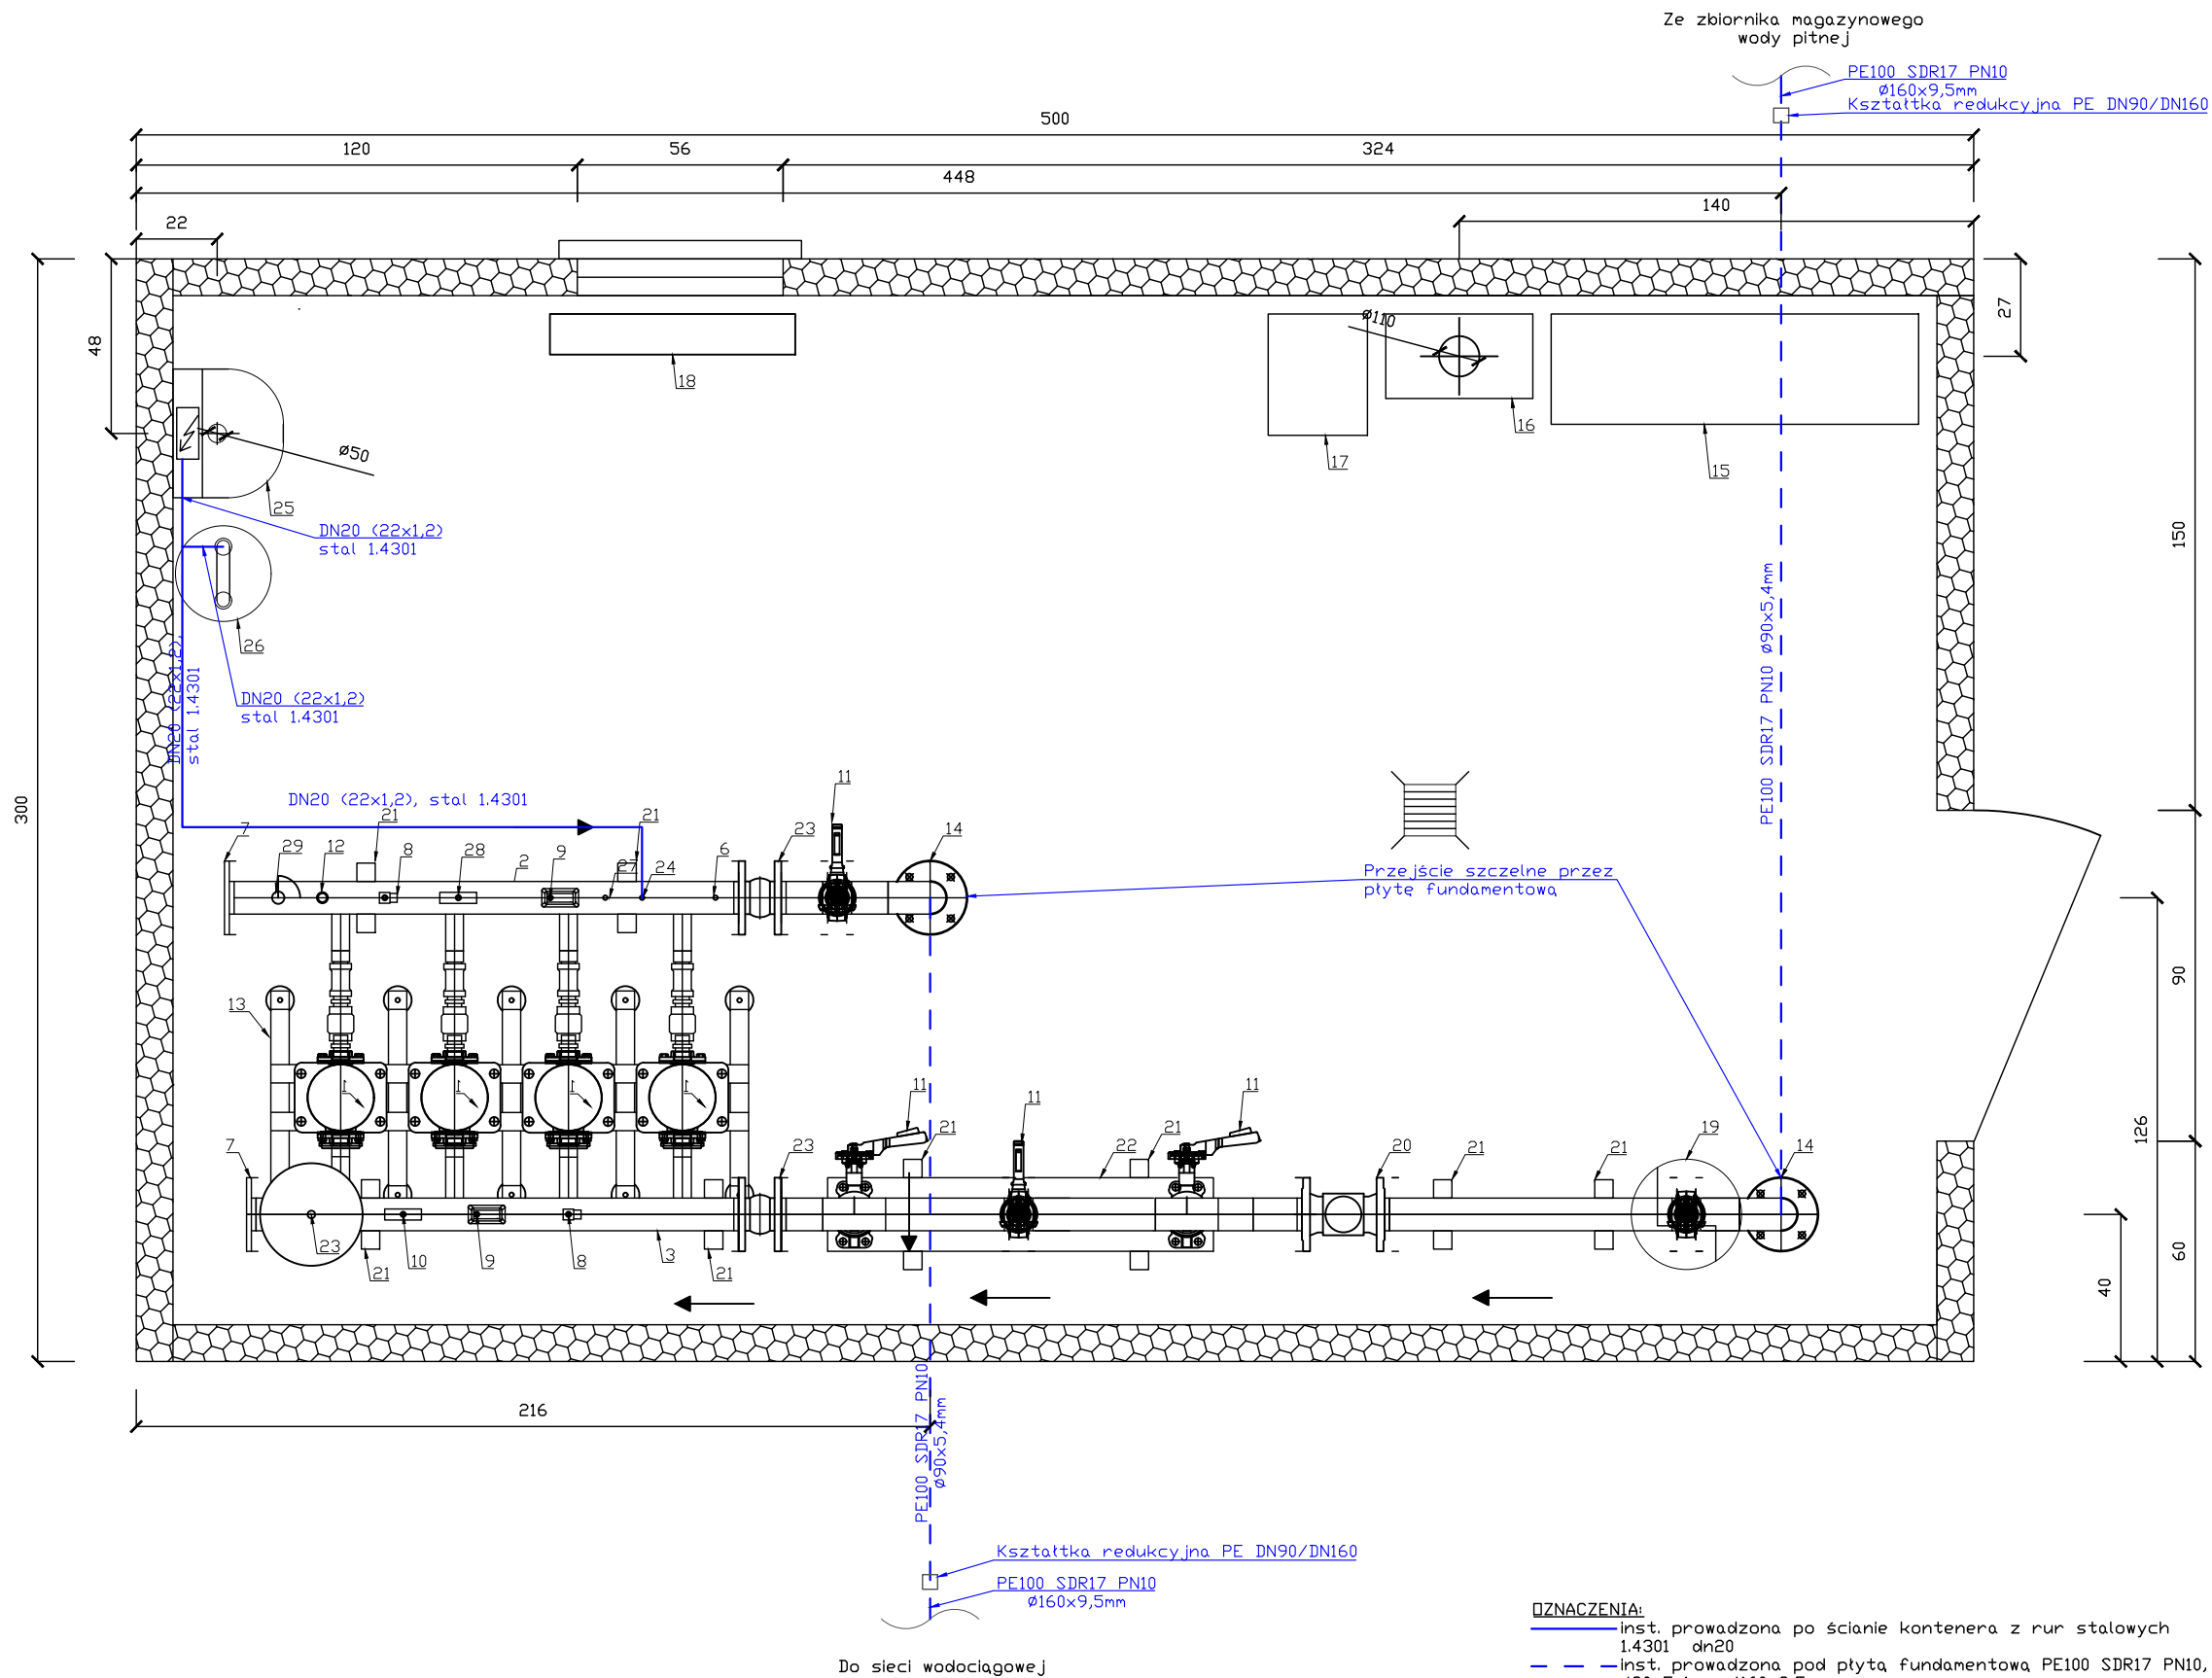 Ze zbiornika magazynowego
wody pitnej
PE100 SDR17 PN10
ø160x9,5mm
Kształtka redukcyjna PE DN90/DN160
500
120
56
324
448
140
22
48
27
300
150
ø110
18
17
16
15
ø50
25
DN20 (22x1,2)
stal 1.4301
26
DN20 (22x1,2),
stal 1.4301
DN20 (22x1,2)
stal 1.4301
PE100 SDR17 PN10 ø90x5,4mm
DN20 (22x1,2), stal 1.4301
7
29
12
21
8
28
2
9
21
27
24
6
23
11
14
Przejście szczelne przez
płytę fundamentową
13
1
1
1
1
90
126
60
40
7
23
21
10
9
8
3
21
23
11
21
11
22
21
11
20
21
21
19
14
216
PE100 SDR17 PN10
ø90x5,4mm
Kształtka redukcyjna PE DN90/DN160
PE100 SDR17 PN10
ø160x9,5mm
Do sieci wodociągowej
OZNACZENIA:
inst. prowadzona po ścianie kontenera z rur stalowych
1.4301 dn20
inst. prowadzona pod płytą fundamentową PE100 SDR17 PN10,